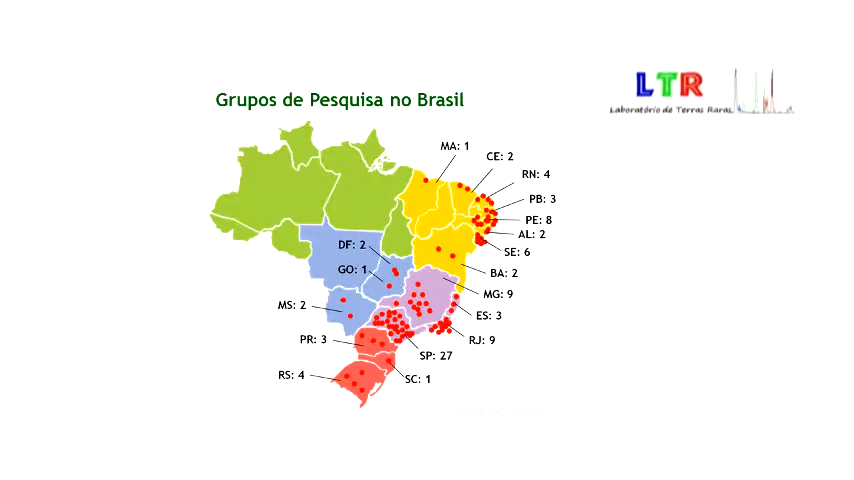 LTR
Laboratório de Terras Raras
Grupos de Pesquisa no Brasil
MA: 1
CE: 2
RN: 4
PB: 3
PE: 8
AL: 2
SE: 6
BA: 2
MG: 9
ES: 3
RJ: 9
SP: 27
SC: 1
DF: 2
GO: 1
MS: 2
PR: 3
RS: 4